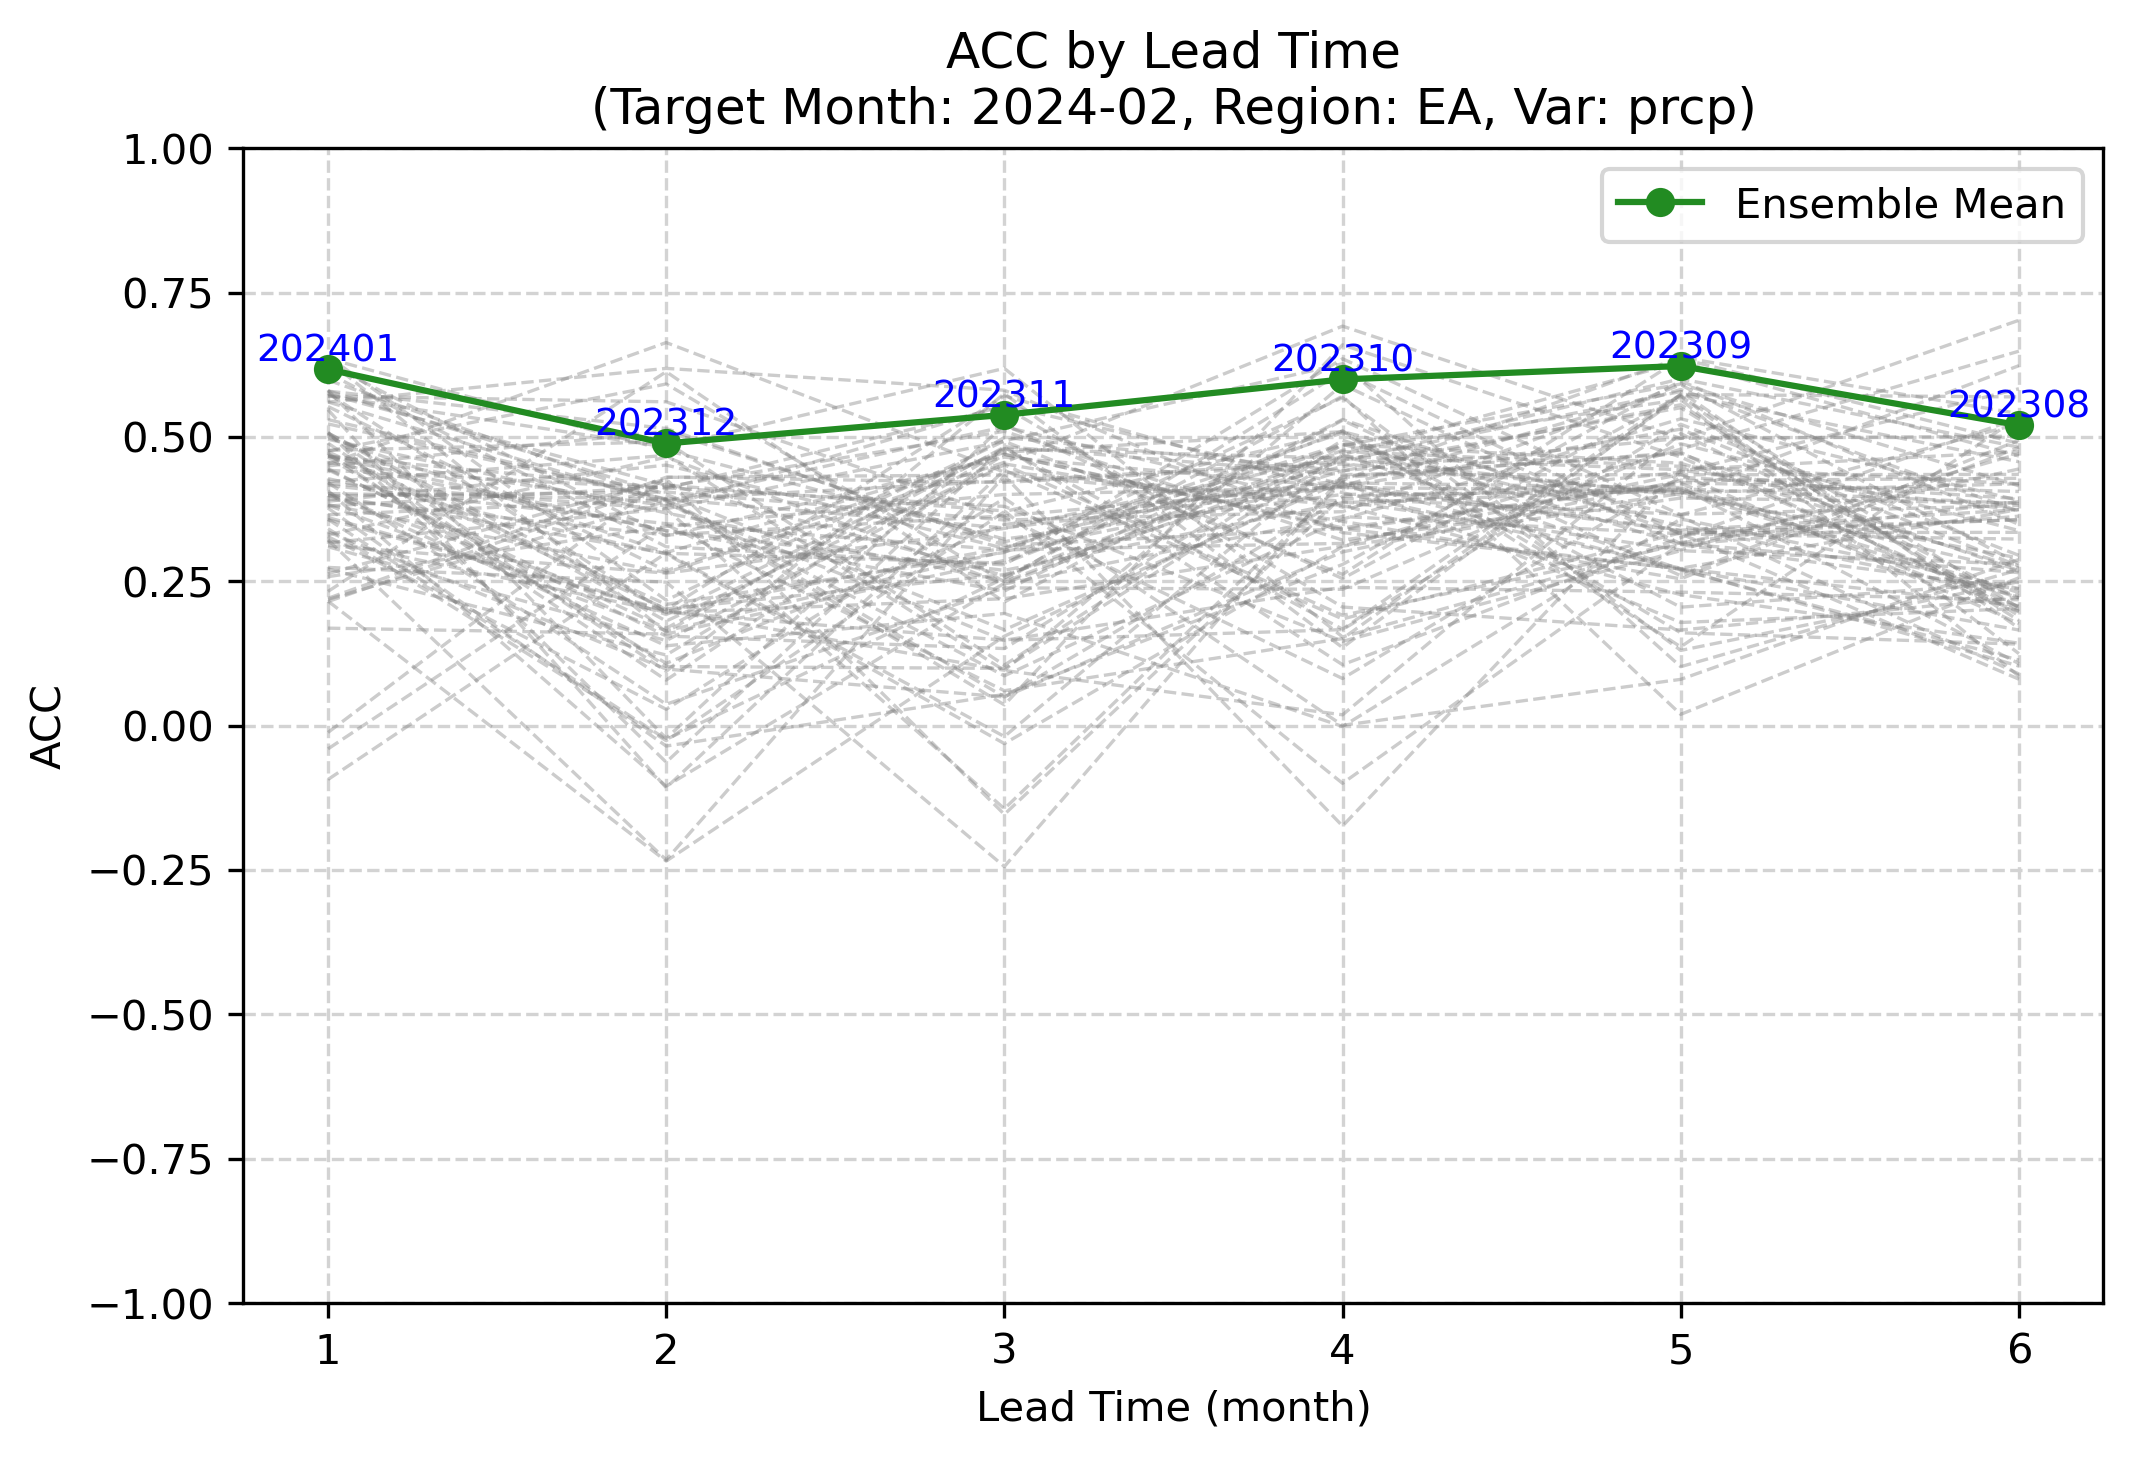 ACC by Lead Time
(Target Month: 2024-02, Region: EA, Var: prcp)
1.00
0.75
0.50
0.25
0.00
−0.25
−0.50
−0.75
−1.00
ACC
Ensemble Mean
202401
202312
202311
202310
202309
202308
1 2 3 4 5 6
Lead Time (month)